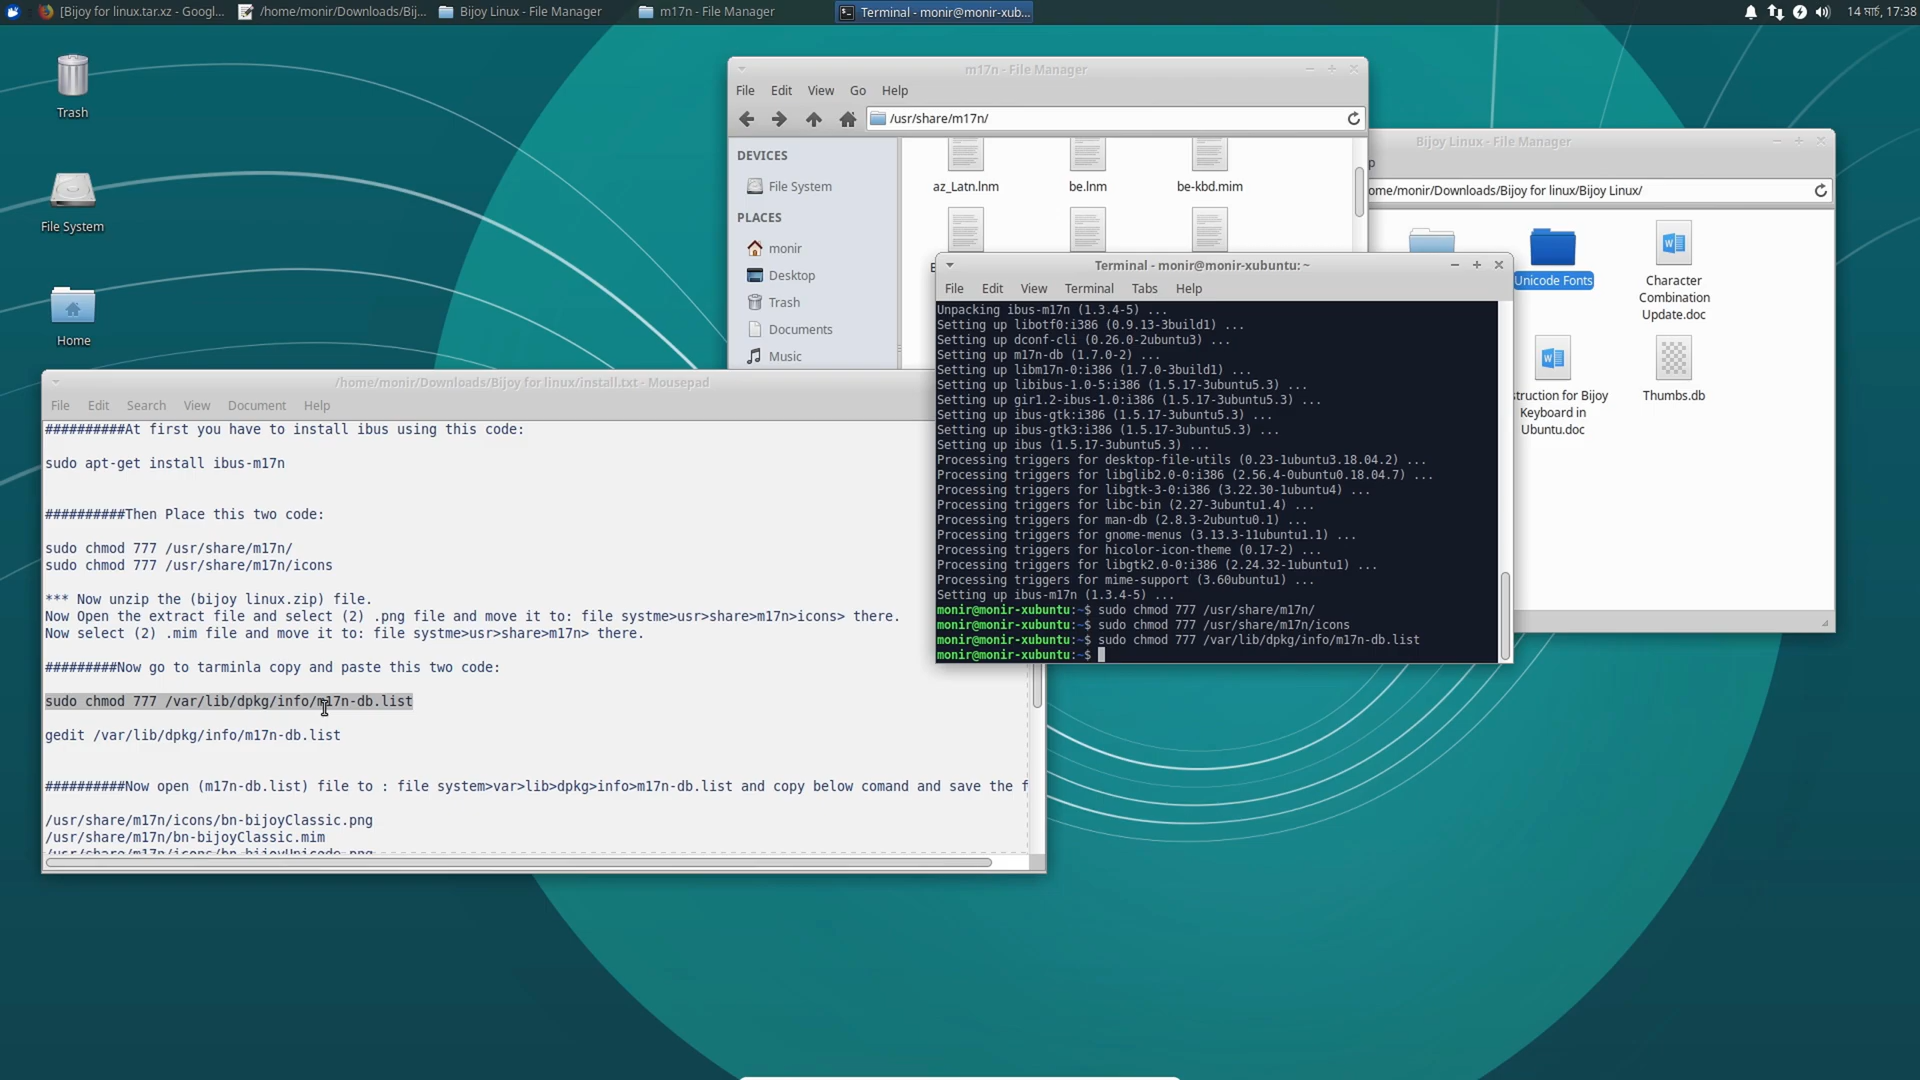 [Bijoy for linux.tar.xz - Googl...
/home/monir/Downloads/Bij...
Bijoy Linux - File Manager
m17n - File Manager
Terminal - monir@monir-xub...
14 মার্চ, 17:38
Trash
File System
Home
m17n - File Manager
File Edit View Go Help
/usr/share/m17n/
DEVICES
File System
PLACES
monir
Desktop
Trash
Documents
Music
az_Latn.lnm
be.lnm
be-kbd.mim
Bijoy Linux - File Manager
ome/monir/Downloads/Bijoy for linux/Bijoy Linux/
Unicode Fonts
Character
Combination
Update.doc
struction for Bijoy
Keyboard in
Ubuntu.doc
Thumbs.db
Terminal - monir@monir-xubuntu: ~
File Edit View Terminal Tabs Help
Unpacking ibus-m17n (1.3.4-5) ...
Setting up libotf0:i386 (0.9.13-3build1) ...
Setting up dconf-cli (0.26.0-2ubuntu3) ...
Setting up m17n-db (1.7.0-2) ...
Setting up libm17n-0:i386 (1.7.0-3build1) ...
Setting up libibus-1.0-5:i386 (1.5.17-3ubuntu5.3) ...
Setting up gir1.2-ibus-1.0:i386 (1.5.17-3ubuntu5.3) ...
Setting up ibus-gtk:i386 (1.5.17-3ubuntu5.3) ...
Setting up ibus-gtk3:i386 (1.5.17-3ubuntu5.3) ...
Setting up ibus (1.5.17-3ubuntu5.3) ...
Processing triggers for desktop-file-utils (0.23-1ubuntu3.18.04.2) ...
Processing triggers for libglib2.0-0:i386 (2.56.4-0ubuntu0.18.04.7) ...
Processing triggers for libgtk-3-0:i386 (3.22.30-1ubuntu4) ...
Processing triggers for libc-bin (2.27-3ubuntu1.4) ...
Processing triggers for man-db (2.8.3-2ubuntu0.1) ...
Processing triggers for gnome-menus (3.13.3-11ubuntu1.1) ...
Processing triggers for hicolor-icon-theme (0.17-2) ...
Processing triggers for libgtk2.0-0:i386 (2.24.32-1ubuntu1) ...
Processing triggers for mime-support (3.60ubuntu1) ...
Setting up ibus-m17n (1.3.4-5) ...
monir@monir-xubuntu:~$ sudo chmod 777 /usr/share/m17n/
monir@monir-xubuntu:~$ sudo chmod 777 /usr/share/m17n/icons
monir@monir-xubuntu:~$ sudo chmod 777 /var/lib/dpkg/info/m17n-db.list
monir@monir-xubuntu:~$
/home/monir/Downloads/Bijoy for linux/install.txt - Mousepad
File Edit Search View Document Help
##########At first you have to install ibus using this code:
sudo apt-get install ibus-m17n
##########Then Place this two code:
sudo chmod 777 /usr/share/m17n/
sudo chmod 777 /usr/share/m17n/icons
*** Now unzip the (bijoy linux.zip) file.
Now Open the extract file and select (2) .png file and move it to: file systme>usr>share>m17n>icons> there.
Now select (2) .mim file and move it to: file systme>usr>share>m17n> there.
#########Now go to tarminla copy and paste this two code:
sudo chmod 777 /var/lib/dpkg/info/m17n-db.list
gedit /var/lib/dpkg/info/m17n-db.list
##########Now open (m17n-db.list) file to : file system>var>lib>dpkg>info>m17n-db.list and copy below comand and save the f
/usr/share/m17n/icons/bn-bijoyClassic.png
/usr/share/m17n/bn-bijoyClassic.mim
/usr/share/m17n/icons/bn-bijoyUnicode.png